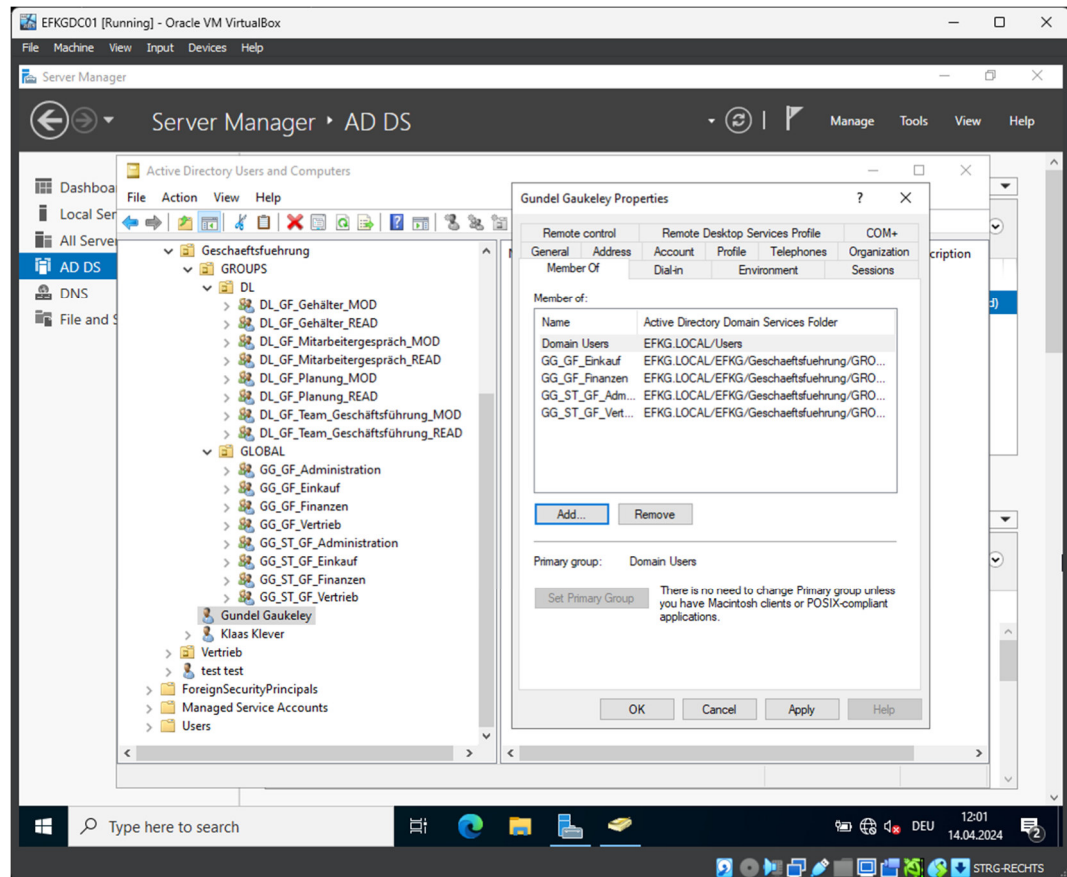 EFKGDC01 [Running] - Oracle VM VirtualBox
File Machine View Input Devices Help
Server Manager
Server Manager • AD DS
Manage Tools View Help
Dashboa
Local Ser
All Server
AD DS
DNS
File and S
Active Directory Users and Computers
File Action View Help
Geschaeftsfuehrung
GROUPS
DL
DL_GF_Gehälter_MOD
DL_GF_Gehälter_READ
DL_GF_Mitarbeitergespräch_MOD
DL_GF_Mitarbeitergespräch_READ
DL_GF_Planung_MOD
DL_GF_Planung_READ
DL_GF_Team_Geschäftsführung_MOD
DL_GF_Team_Geschäftsführung_READ
GLOBAL
GG_GF_Administration
GG_GF_Einkauf
GG_GF_Finanzen
GG_GF_Vertrieb
GG_ST_GF_Administration
GG_ST_GF_Einkauf
GG_ST_GF_Finanzen
GG_ST_GF_Vertrieb
Gundel Gaukeley
Klaas Klever
Vertrieb
test test
ForeignSecurityPrincipals
Managed Service Accounts
Users
cription
Gundel Gaukeley Properties
Remote control Remote Desktop Services Profile COM+
General Address Account Profile Telephones Organization
Member Of Dial-in Environment Sessions
Member of:
Name Active Directory Domain Services Folder
Domain Users EFKG.LOCAL/Users
GG_GF_Einkauf EFKG.LOCAL/EFKG/Geschaeftsfuehrung/GRO...
GG_GF_Finanzen EFKG.LOCAL/EFKG/Geschaeftsfuehrung/GRO...
GG_ST_GF_Adm... EFKG.LOCAL/EFKG/Geschaeftsfuehrung/GRO...
GG_ST_GF_Vert... EFKG.LOCAL/EFKG/Geschaeftsfuehrung/GRO...
Add... Remove
Primary group: Domain Users
Set Primary Group
There is no need to change Primary group unless
you have Macintosh clients or POSIX-compliant
applications.
OK Cancel Apply Help
Type here to search
DEU
12:01
14.04.2024
2
STRG-RECHTS